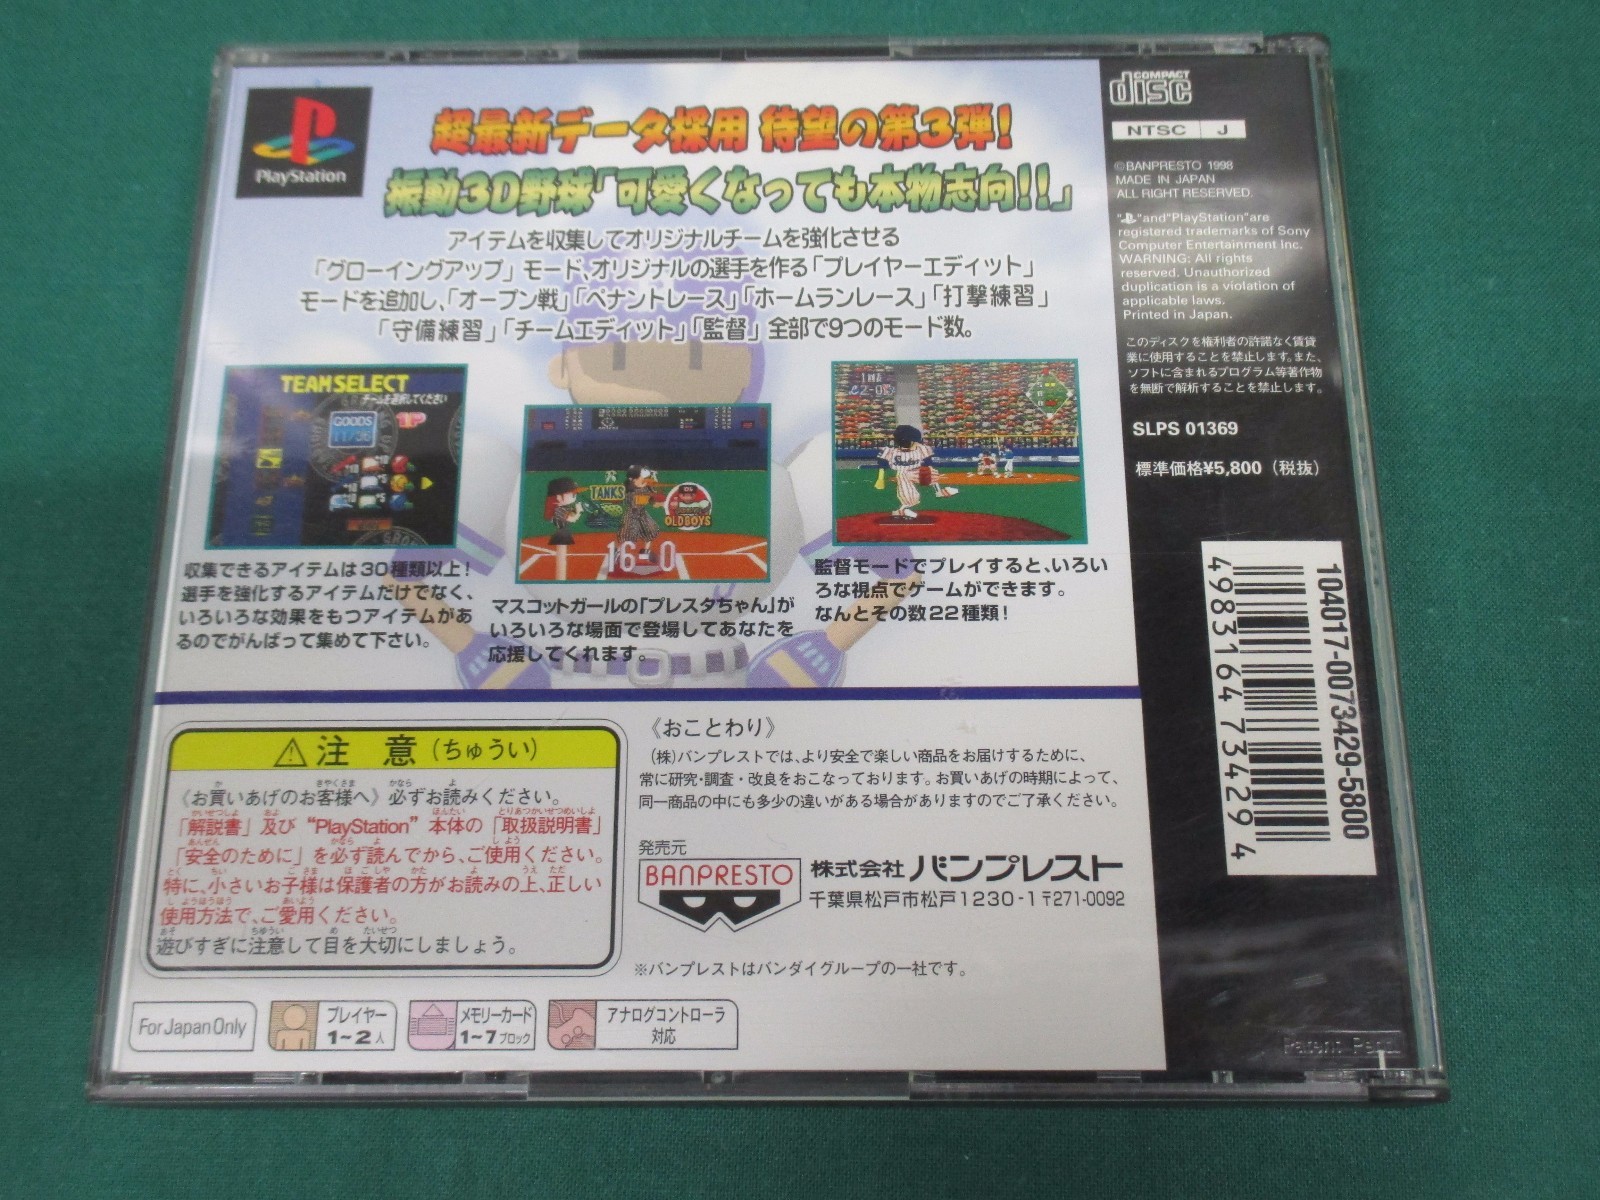 PlayStation
超最新データ採用 待望の第3弾!
振動3D野球「可愛くなっても本物志向!!」
アイテムを収集してオリジナルチームを強化させる
「グローイングアップ」モード、オリジナルの選手を作る「プレイヤーエディット」
モードを追加し、「オープン戦」「ペナントレース」「ホームランレース」「打撃練習」
「守備練習」「チームエディット」「監督」全部で9つのモード数。
TEAM SELECT
チームを選択してください
GOODS
11/36
1P
収集できるアイテムは30種類以上!
選手を強化するアイテムだけでなく、
いろいろな効果をもつアイテムがあ
るのでがんばって集めて下さい。
TANKS
OLDBOYS
16-0
マスコットガールの「プレスタちゃん」が
いろいろな場面で登場してあなたを
応援してくれます。
監督モードでプレイすると、いろい
ろな視点でゲームができます。
なんとその数22種類!
注 意(ちゅうい)
《お買いあげのお客様へ》必ずお読みください。
「解説書」及び"PlayStation"本体の「取扱説明書」
「安全のために」を必ず読んでから、ご使用ください。
特に、小さいお子様は保護者の方がお読みの上、正しい
使用方法で、ご愛用ください。
遊びすぎに注意して目を大切にしましょう。
《おことわり》
(株)バンプレストでは、より安全で楽しい商品をお届けするために、
常に研究・調査・改良をおこなっております。お買いあげの時期によって、
同一商品の中にも多少の違いがある場合がありますのでご了承ください。
発売元
BANPRESTO
株式会社 バンプレスト
千葉県松戸市松戸1230-1〒271-0092
※バンプレストはバンダイグループの一社です。
For Japan Only
プレイヤー
1~2人
メモリーカード
1~7ブロック
アナログコントローラ
対応
COMPACT
disc
NTSC J
©BANPRESTO 1998
MADE IN JAPAN
ALL RIGHT RESERVED.
"and"PlayStation"are
registered trademarks of Sony
Computer Entertainment Inc.
WARNING: All rights
reserved. Unauthorized
duplication is a violation of
applicable laws.
Printed in Japan.
このディスクを権利者の許諾なく賃貸
業に使用することを禁止します。また、
ソフトに含まれるプログラム等著作物
を無断で解析することを禁止します。
SLPS 01369
標準価格¥5,800(税抜)
104017-0073429-5800
4983164734294
Patent Pend.